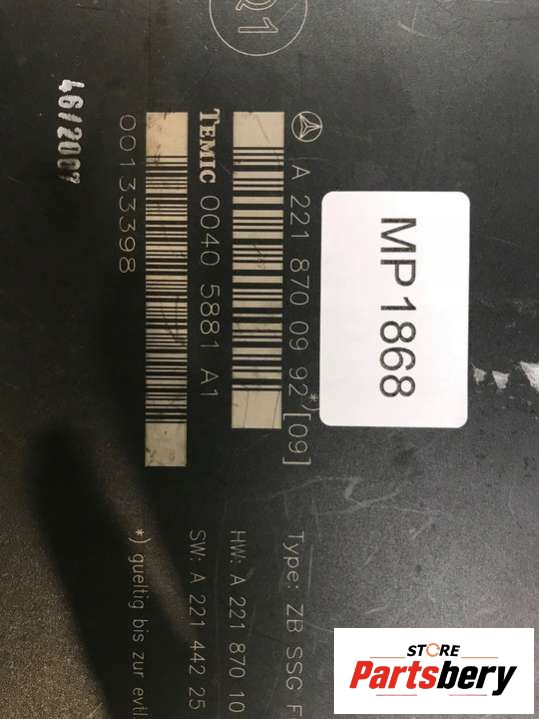 Q1
MP1868
A 221 870 09 92 *) [09]
TEMIC 0040 5881 A1
00133398
46/2007
Type: ZB SSG
HW: A 221 870 10
SW: A 221 442 25
*) gueltig bis zur
STORE
Partsbery